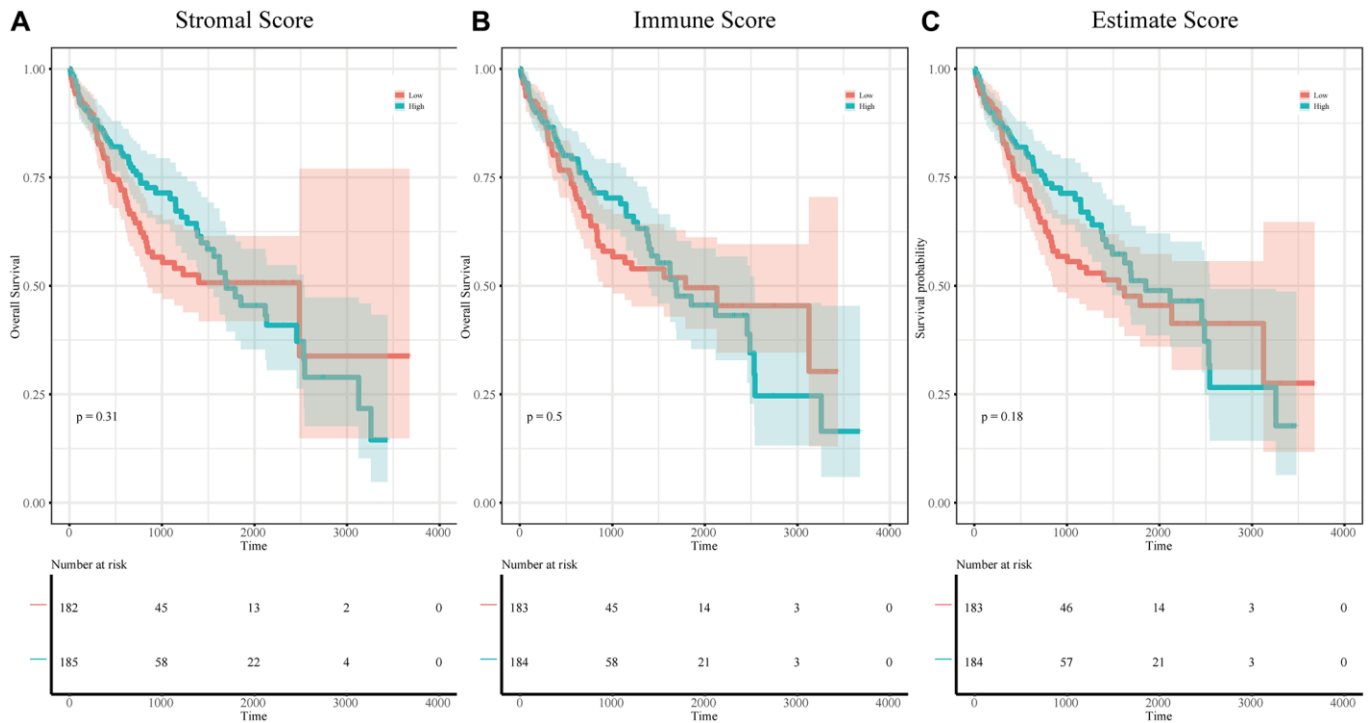 A
Stromal Score
1.00
0.75
0.50
0.25
0.00
Overall Survival
Low
High
p = 0.31
0 1000 2000 3000 4000
Time
Number at risk
182 45 13 2 0
185 58 22 4 0
0 1000 2000 3000 4000
Time
B
Immune Score
1.00
0.75
0.50
0.25
0.00
Overall Survival
Low
High
p = 0.5
0 1000 2000 3000 4000
Time
Number at risk
183 45 14 3 0
184 58 21 3 0
0 1000 2000 3000 4000
Time
C
Estimate Score
1.00
0.75
0.50
0.25
0.00
Survival probability
Low
High
p = 0.18
0 1000 2000 3000 4000
Time
Number at risk
183 46 14 3 0
184 57 21 3 0
0 1000 2000 3000 4000
Time